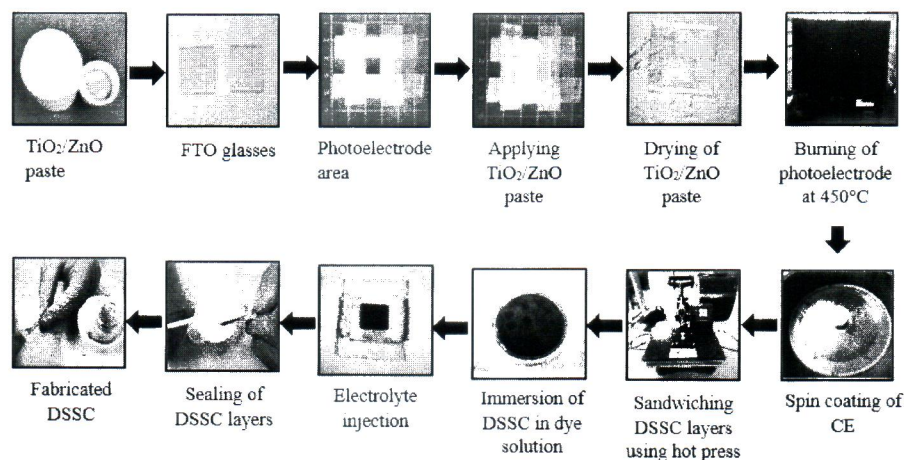 TiO₂/ZnO
paste
FTO glasses
Photoelectrode
area
Applying
TiO₂/ZnO
paste
Drying of
TiO₂/ZnO
paste
Burning of
photoelectrode
at 450°C
Spin coating of
CE
Sandwiching
DSSC layers
using hot press
Immersion of
DSSC in dye
solution
Electrolyte
injection
Sealing of
DSSC layers
Fabricated
DSSC